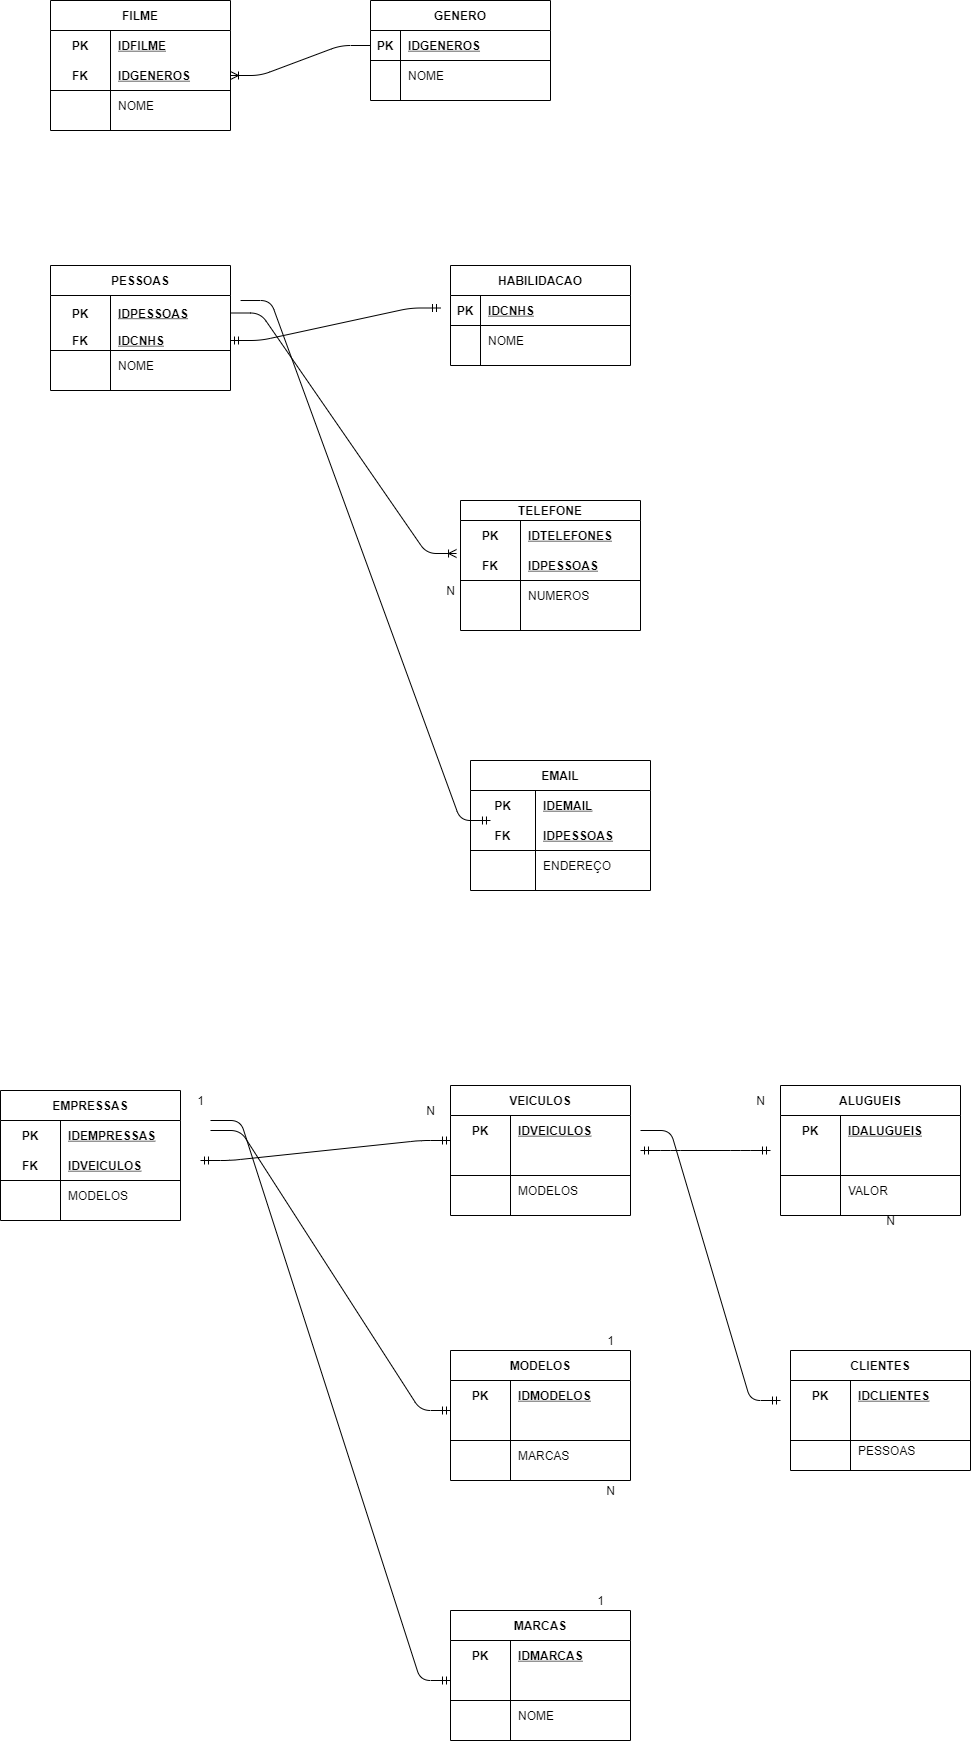 FILME
PK IDFILME
FK IDGENEROS
NOME
GENERO
PK IDGENEROS
NOME
PESSOAS
PK IDPESSOAS
FK IDCNHS
NOME
HABILIDACAO
PK IDCNHS
NOME
TELEFONE
PK IDTELEFONES
FK IDPESSOAS
N
NUMEROS
EMAIL
PK IDEMAIL
FK IDPESSOAS
ENDEREÇO
EMPRESSAS
PK IDEMPRESSAS
FK IDVEICULOS
MODELOS
1
N
VEICULOS
PK IDVEICULOS
MODELOS
N
ALUGUEIS
PK IDALUGUEIS
VALOR
N
1
MODELOS
PK IDMODELOS
MARCAS
N
CLIENTES
PK IDCLIENTES
PESSOAS
1
MARCAS
PK IDMARCAS
NOME